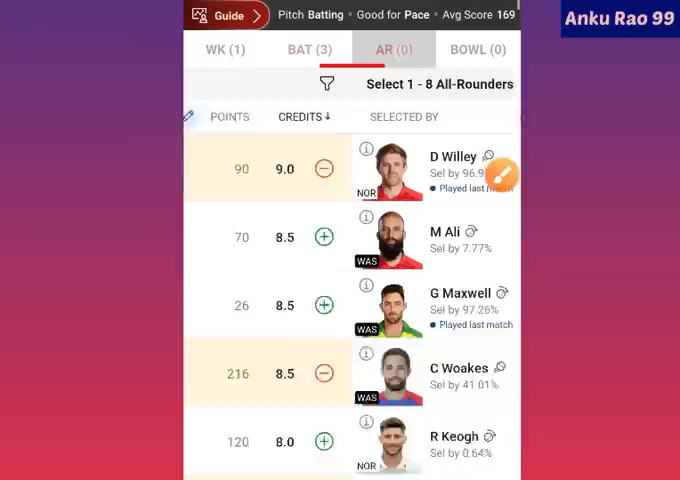 Anku Rao 99
Guide
Pitch Batting • Good for Pace • Avg Score 169
WK (1) BAT (3) AR (0) BOWL (0)
Select 1 - 8 All-Rounders
POINTS CREDITS↓ SELECTED BY
90 9.0 NOR D Willey
Sel by 96.9
Played last match
70 8.5 WAS M Ali
Sel by 7.77%
26 8.5 WAS G Maxwell
Sel by 97.26%
Played last match
216 8.5 WAS C Woakes
Sel by 41.01%
120 8.0 NOR R Keogh
Sel by 0.64%